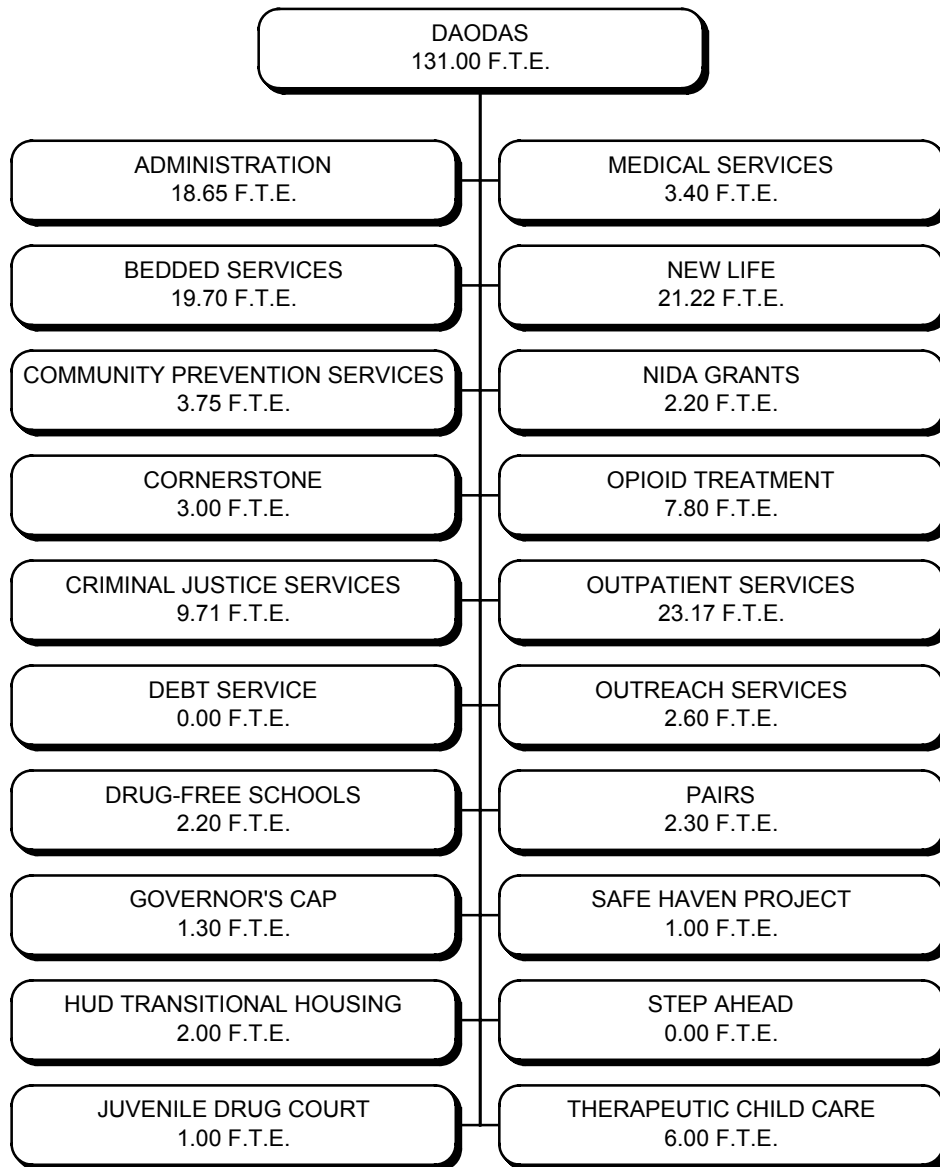 DAODAS
131.00 F.T.E.
ADMINISTRATION
18.65 F.T.E.
MEDICAL SERVICES
3.40 F.T.E.
BEDDED SERVICES
19.70 F.T.E.
NEW LIFE
21.22 F.T.E.
COMMUNITY PREVENTION SERVICES
3.75 F.T.E.
NIDA GRANTS
2.20 F.T.E.
CORNERSTONE
3.00 F.T.E.
OPIOID TREATMENT
7.80 F.T.E.
CRIMINAL JUSTICE SERVICES
9.71 F.T.E.
OUTPATIENT SERVICES
23.17 F.T.E.
DEBT SERVICE
0.00 F.T.E.
OUTREACH SERVICES
2.60 F.T.E.
DRUG-FREE SCHOOLS
2.20 F.T.E.
PAIRS
2.30 F.T.E.
GOVERNOR'S CAP
1.30 F.T.E.
SAFE HAVEN PROJECT
1.00 F.T.E.
HUD TRANSITIONAL HOUSING
2.00 F.T.E.
STEP AHEAD
0.00 F.T.E.
JUVENILE DRUG COURT
1.00 F.T.E.
THERAPEUTIC CHILD CARE
6.00 F.T.E.